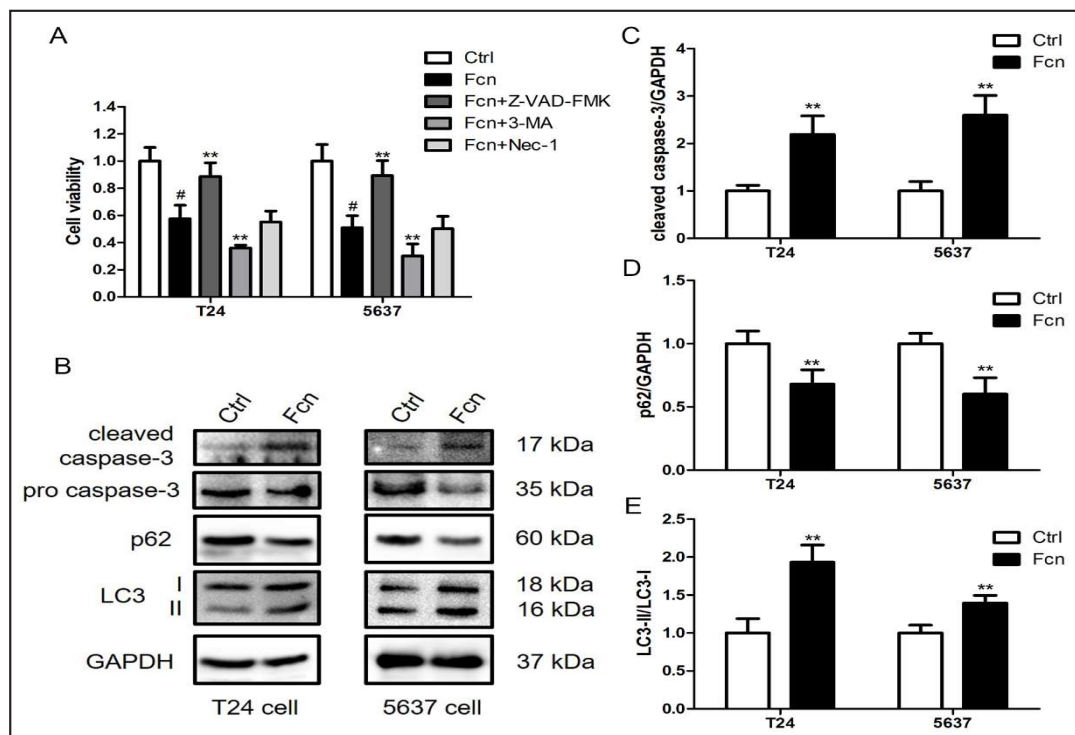 A
Ctrl
Fcn
Fcn+Z-VAD-FMK
Fcn+3-MA
Fcn+Nec-1
Cell viability
1.4
1.2
1.0
0.8
0.6
0.4
0.2
0.0
# ** ** # ** **
T24 5637
B
Ctrl Fcn Ctrl Fcn
cleaved
caspase-3 17 kDa
pro caspase-3 35 kDa
p62 60 kDa
LC3 I 18 kDa
II 16 kDa
GAPDH 37 kDa
T24 cell 5637 cell
C
Ctrl
Fcn
cleaved caspase-3/GAPDH
4
3
2
1
0
** **
T24 5637
D
Ctrl
Fcn
p62/GAPDH
1.5
1.0
0.5
0.0
** **
T24 5637
E
Ctrl
Fcn
LC3-II/LC3-I
2.5
2.0
1.5
1.0
0.5
0.0
** **
T24 5637